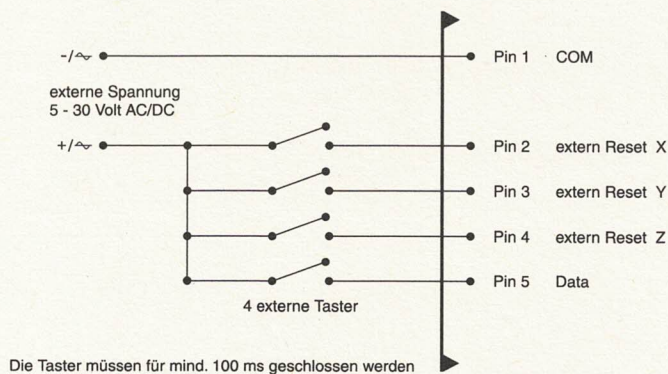 -/∿ Pin 1 COM
externe Spannung
5 - 30 Volt AC/DC
+/∿ Pin 2 extern Reset X
Pin 3 extern Reset Y
Pin 4 extern Reset Z
Pin 5 Data
4 externe Taster
Die Taster müssen für mind. 100 ms geschlossen werden